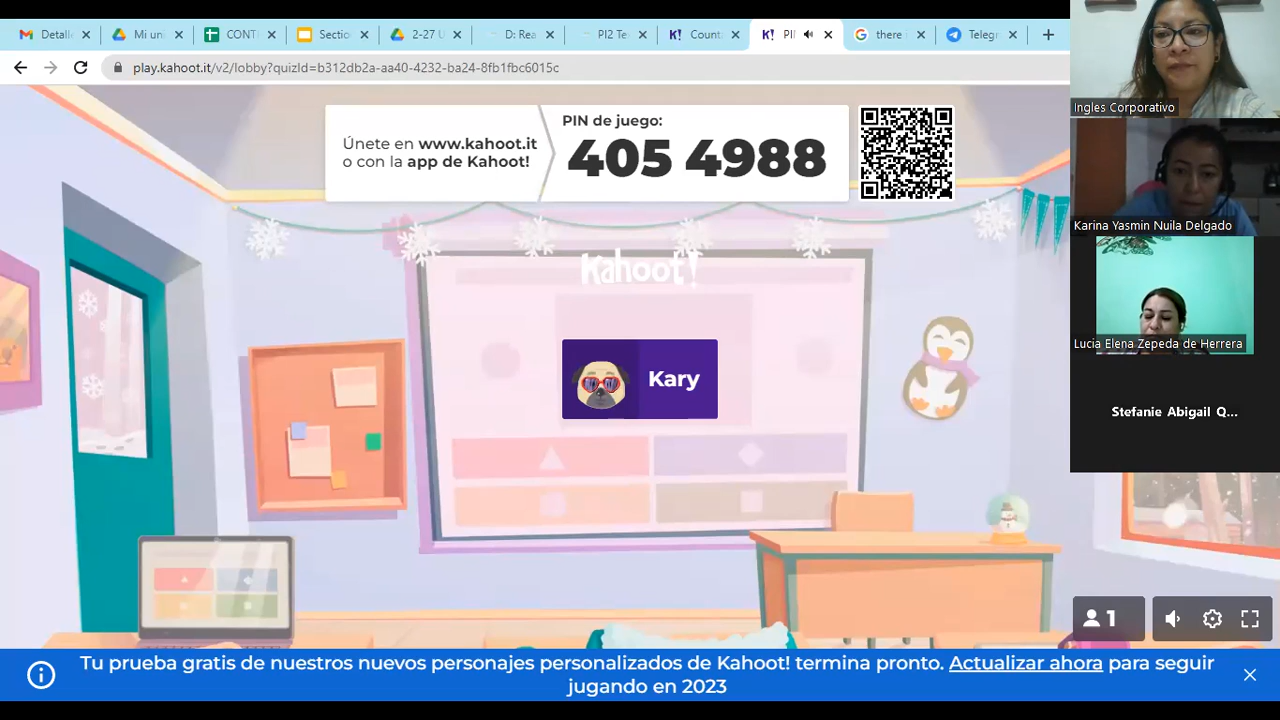 Detalle
Mi uni
CONT
Sectio
2-27 U
D: Rea
PI2 Te
Count
PI
there i
Telegr
play.kahoot.it/v2/lobby?quizId=b312db2a-aa40-4232-ba24-8fb1fbc6015c
Únete en www.kahoot.it
o con la app de Kahoot!
PIN de juego:
405 4988
Kahoot!
Kary
Ingles Corporativo
Karina Yasmin Nuila Delgado
Lucia Elena Zepeda de Herrera
Stefanie Abigail Q...
1
Tu prueba gratis de nuestros nuevos personajes personalizados de Kahoot! termina pronto. Actualizar ahora para seguir
jugando en 2023